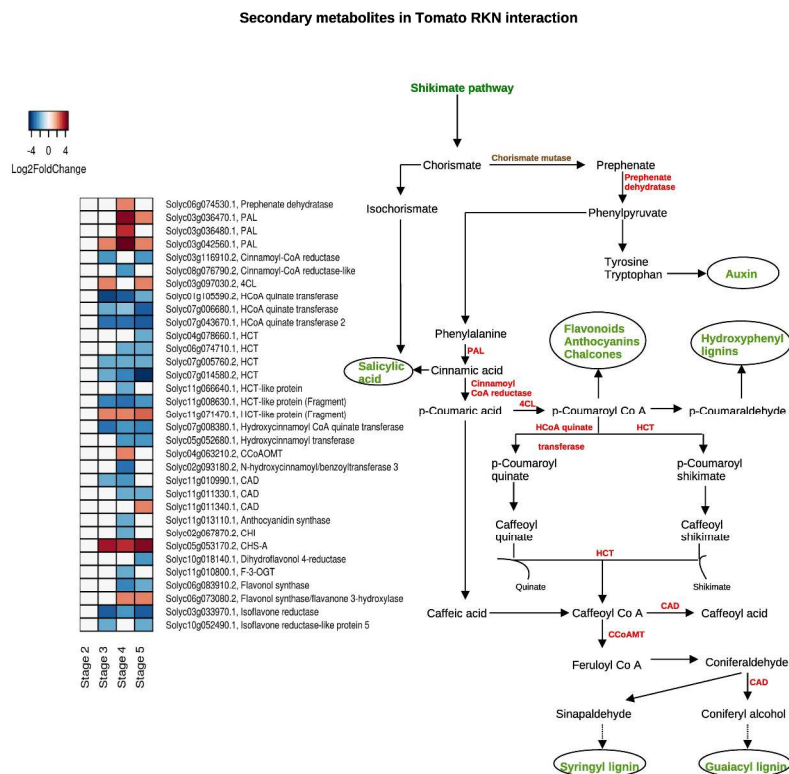 Secondary metabolites in Tomato RKN interaction
-4 0 4
Log2FoldChange
Solyc06g074530.1, Prephenate dehydratase
Solyc03g036470.1, PAL
Solyc03g036480.1, PAL
Solyc03g042560.1, PAL
Solyc03g116910.2, Cinnamoyl-CoA reductase
Solyc08g076790.2, Cinnamoyl-CoA reductase-like
Solyc03g097030.2, 4CL
Solyc01g105590.2, HCoA quinate transferase
Solyc07g006680.1, HCoA quinate transferase
Solyc07g043670.1, HCoA quinate transferase 2
Solyc04g078660.1, HCT
Solyc06g074710.1, HCT
Solyc07g005760.2, HCT
Solyc07g014580.2, HCT
Solyc11g066640.1, HCT-like protein
Solyc11g008630.1, HCT-like protein (Fragment)
Solyc11g071470.1, HCT-like protein (Fragment)
Solyc07g008380.1, Hydroxycinnamoyl CoA quinate transferase
Solyc05g052680.1, Hydroxycinnamoyl transferase
Solyc04g063210.2, CCoAOMT
Solyc02g093180.2, N-hydroxycinnamoyl/benzoyltransferase 3
Solyc11g010990.1, CAD
Solyc11g011330.1, CAD
Solyc11g011340.1, CAD
Solyc11g013110.1, Anthocyanidin synthase
Solyc02g067870.2, CHI
Solyc05g053170.2, CHS-A
Solyc10g018140.1, Dihydroflavonol 4-reductase
Solyc11g010800.1, F-3-OGT
Solyc06g083910.2, Flavonol synthase
Solyc06g073080.2, Flavonol synthase/flavanone 3-hydroxylase
Solyc03g033970.1, Isoflavone reductase
Solyc10g052490.1, Isoflavone reductase-like protein 5
Stage 2
Stage 3
Stage 4
Stage 5
Shikimate pathway
Chorismate
Chorismate mutase
Prephenate
Prephenate
dehydratase
Isochorismate
Phenylpyruvate
Tyrosine
Tryptophan
Auxin
Phenylalanine
PAL
Salicylic
acid
Cinnamic acid
Cinnamoyl
CoA reductase
Flavonoids
Anthocyanins
Chalcones
Hydroxyphenyl
lignins
p-Coumaric acid
4CL
p-Coumaroyl Co A
p-Coumaraldehyde
HCoA quinate
transferase
HCT
p-Coumaroyl
quinate
p-Coumaroyl
shikimate
Caffeoyl
quinate
Caffeoyl
shikimate
HCT
Quinate
Shikimate
Caffeic acid
Caffeoyl Co A
CAD
Caffeoyl acid
CCoAMT
Feruloyl Co A
Coniferaldehyde
CAD
Sinapaldehyde
Coniferyl alcohol
Syringyl lignin
Guaiacyl lignin